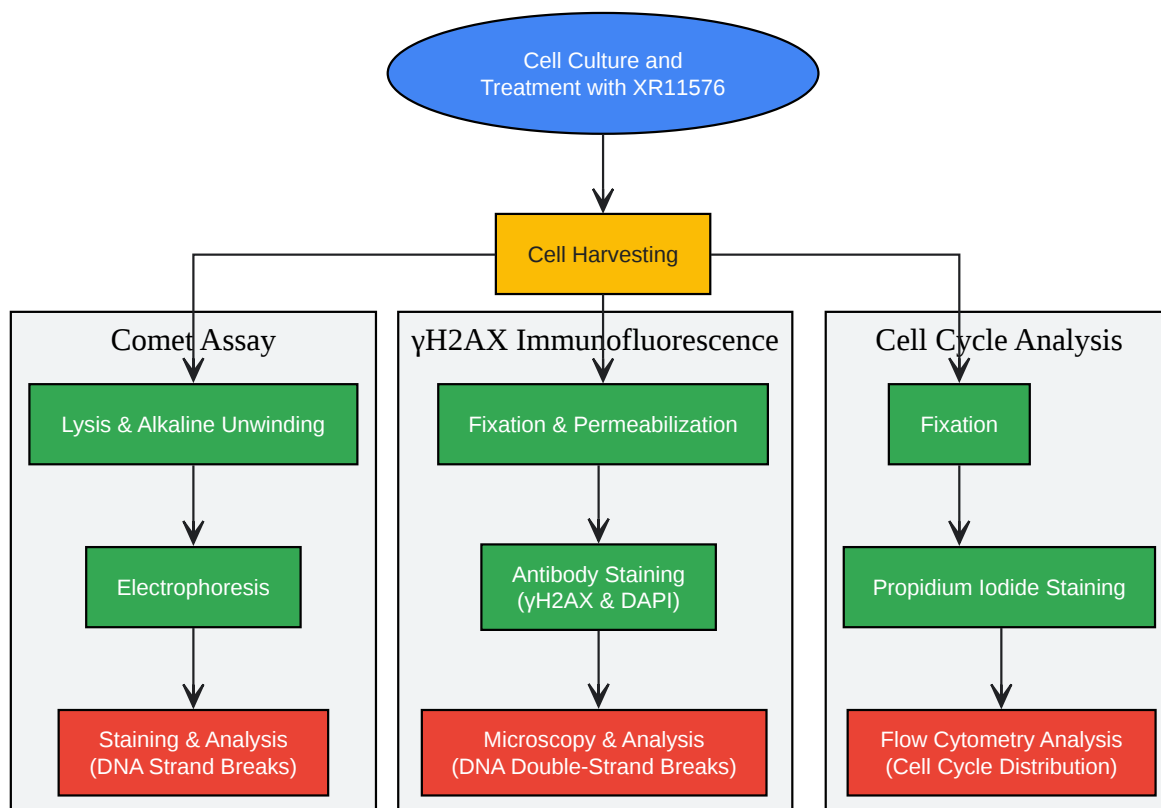 Cell Culture and
Treatment with XR11576
Cell Harvesting
Comet Assay
Lysis & Alkaline Unwinding
Electrophoresis
Staining & Analysis
(DNA Strand Breaks)
γH2AX Immunofluorescence
Fixation & Permeabilization
Antibody Staining
(γH2AX & DAPI)
Microscopy & Analysis
(DNA Double-Strand Breaks)
Cell Cycle Analysis
Fixation
Propidium Iodide Staining
Flow Cytometry Analysis
(Cell Cycle Distribution)